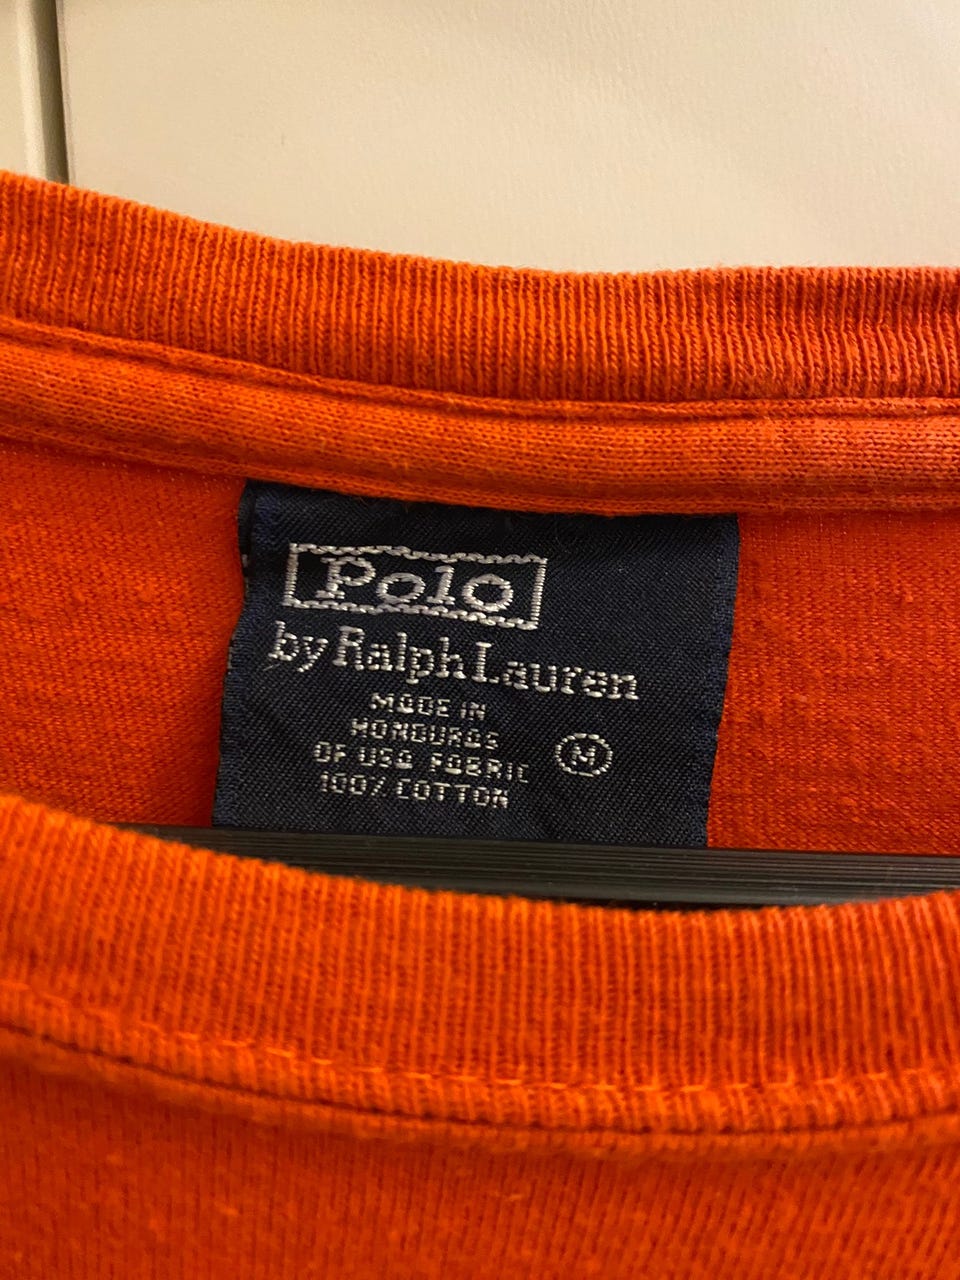 Polo
by Ralph Lauren
MADE IN
HONDURAS
OF USA FABRIC
100% COTTON
M